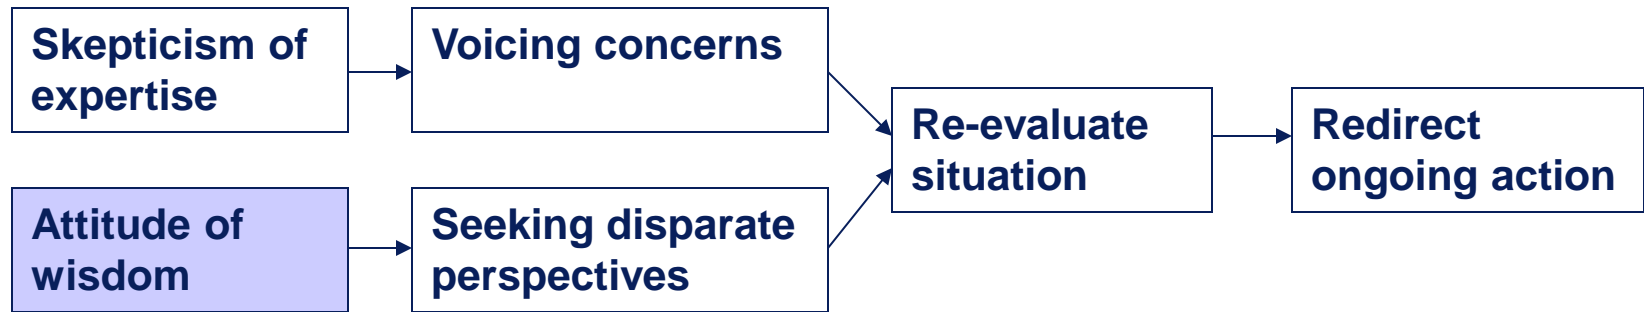 Skepticism of
expertise
Voicing concerns
Attitude of
wisdom
Seeking disparate
perspectives
Re-evaluate
situation
Redirect
ongoing action